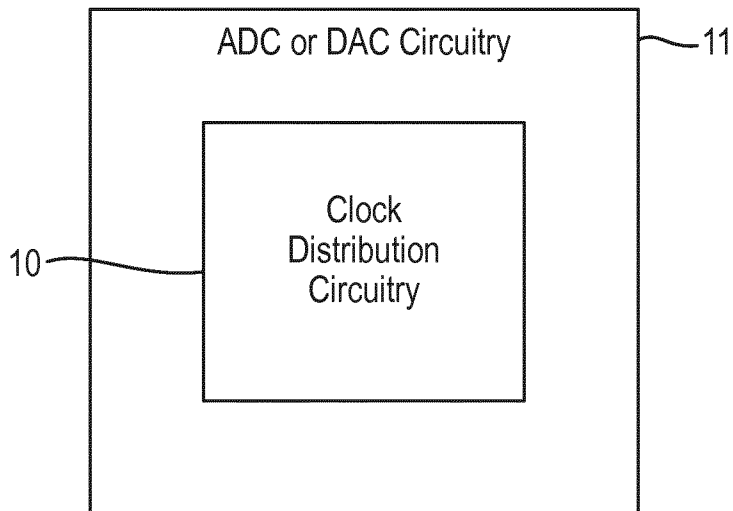 ADC or DAC Circuitry
11
Clock
Distribution
Circuitry
10